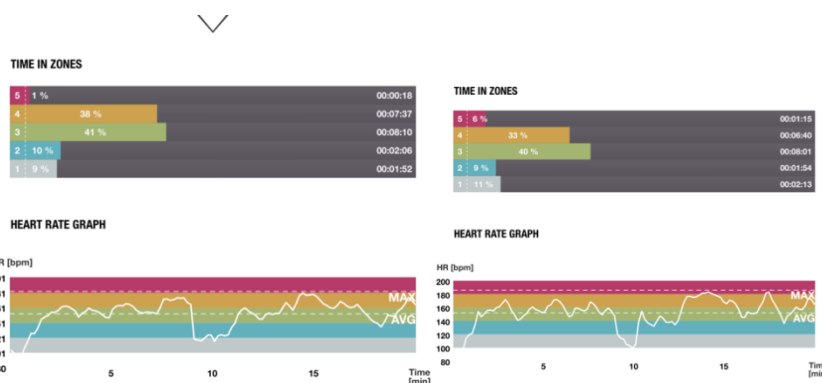 TIME IN ZONES
5 1 % 00:00:18
4 38 % 00:07:37
3 41 % 00:08:10
2 10 % 00:02:06
1 9 % 00:01:52
HEART RATE GRAPH
[bpm]
MAX
AVG
5 10 15 Time
[min]
TIME IN ZONES
5 6 % 00:01:15
4 33 % 00:06:40
3 40 % 00:08:01
2 9 % 00:01:54
1 11 % 00:02:13
HEART RATE GRAPH
HR [bpm]
200
180
160
140
120
100
80
MAX
AVG
5 10 15